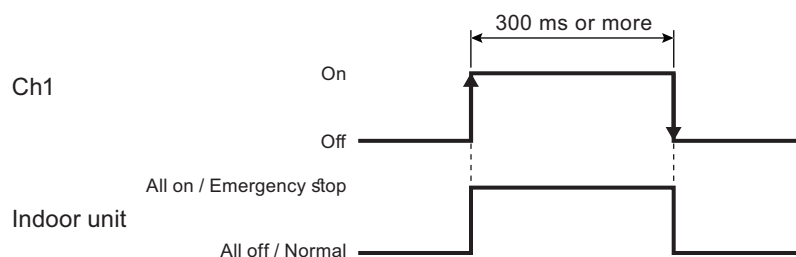 300 ms or more
On
Ch1
Off
All on / Emergency stop
Indoor unit
All off / Normal